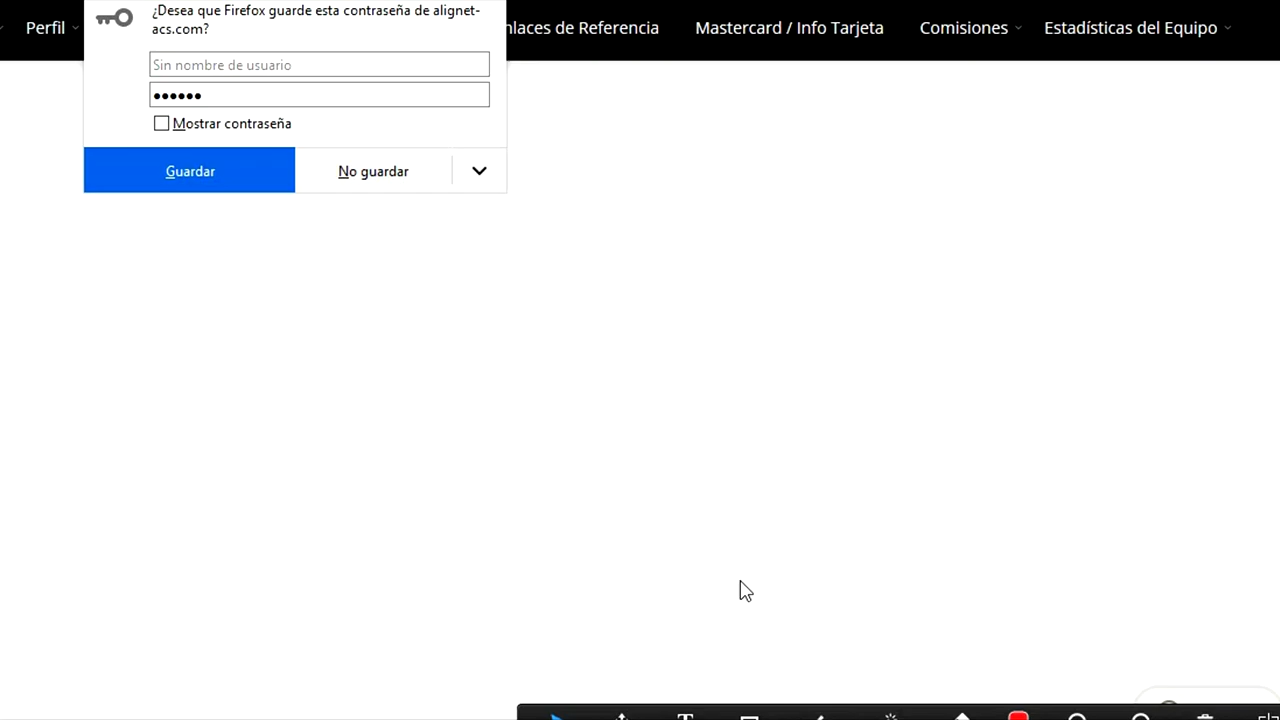 ¿Desea que Firefox guarde esta contraseña de alignet-
acs.com?
Perfil
nlaces de Referencia
Mastercard / Info Tarjeta
Comisiones
Estadísticas del Equipo
Sin nombre de usuario
Mostrar contraseña
Guardar
No guardar